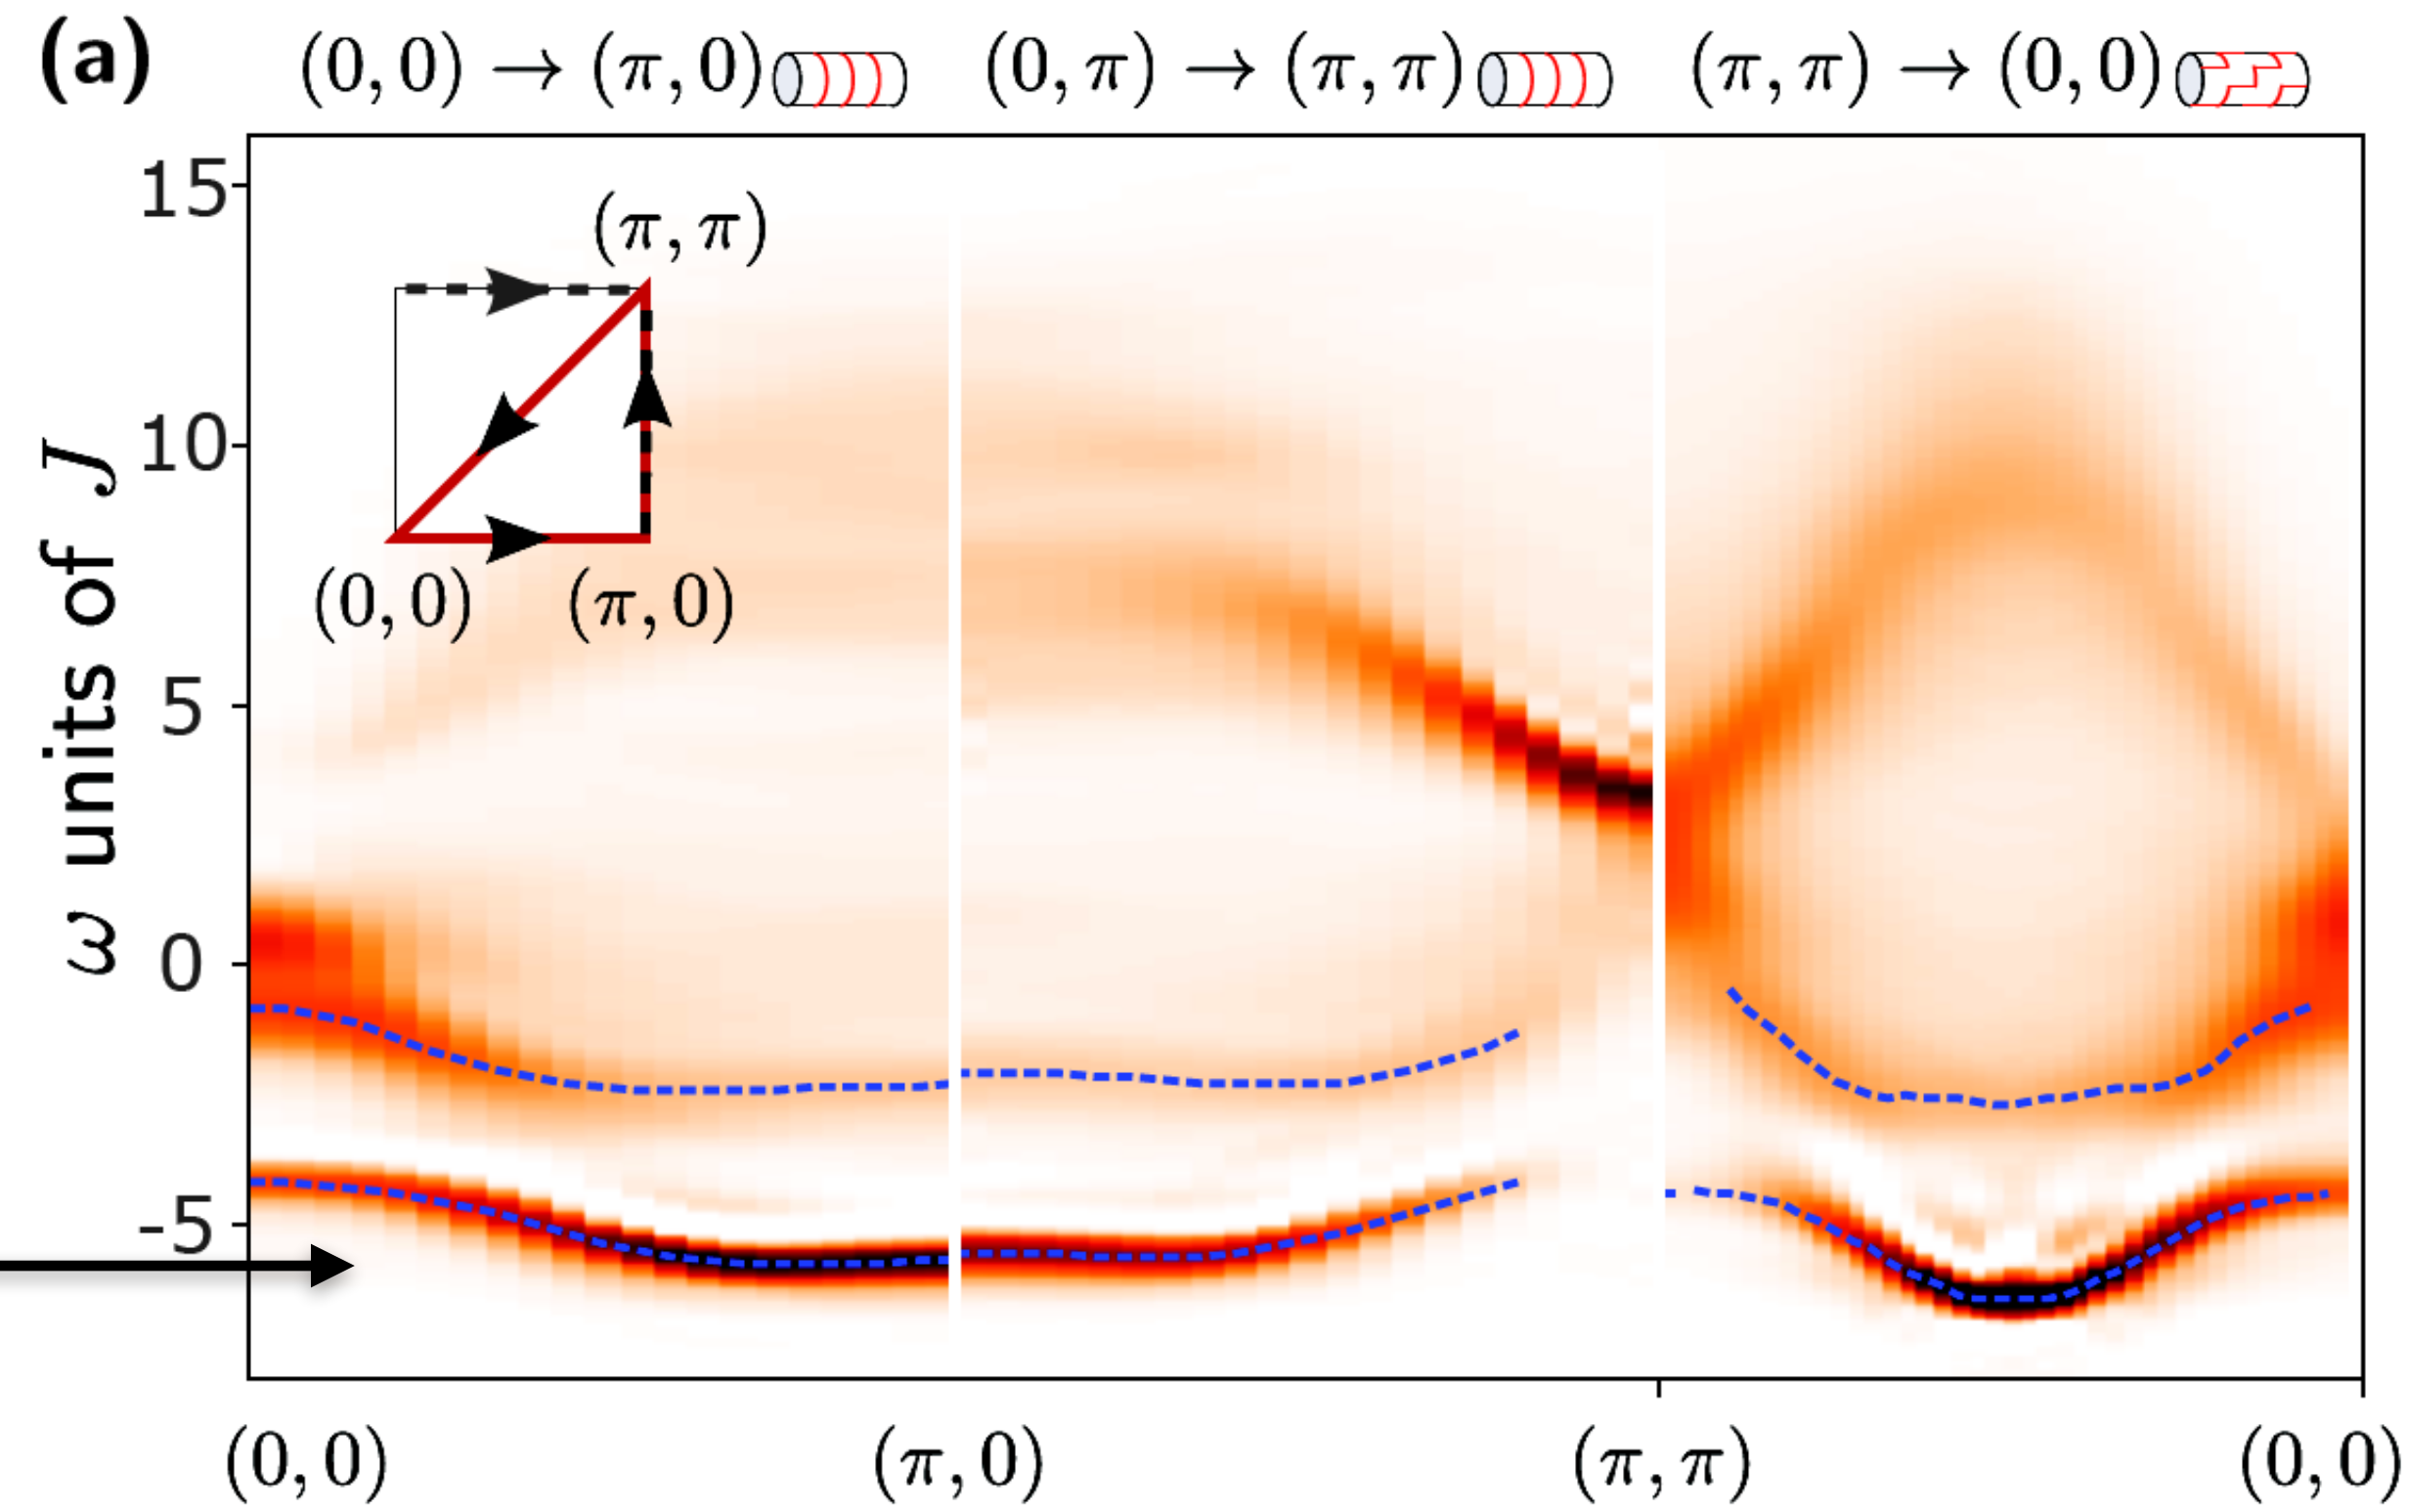 (a) (0, 0) → (π, 0) (0, π) → (π, π) (π, π) → (0, 0)
15
(π, π)
10
(0, 0) (π, 0)
5
ω units of J
0
-5
(0, 0) (π, 0) (π, π) (0, 0)